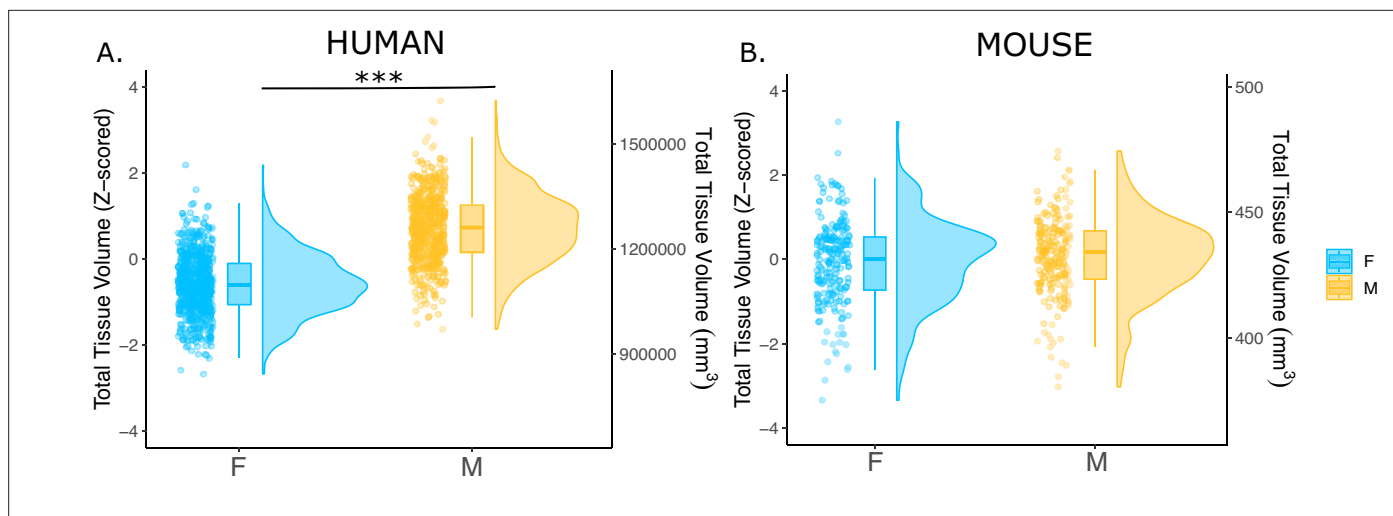 A.
HUMAN
***
Total Tissue Volume (Z−scored)
4
2
0
−2
−4
1500000
1200000
900000
Total Tissue Volume (mm3)
F
M
B.
MOUSE
Total Tissue Volume (Z−scored)
4
2
0
−2
−4
500
450
400
Total Tissue Volume (mm3)
F
M
F
M